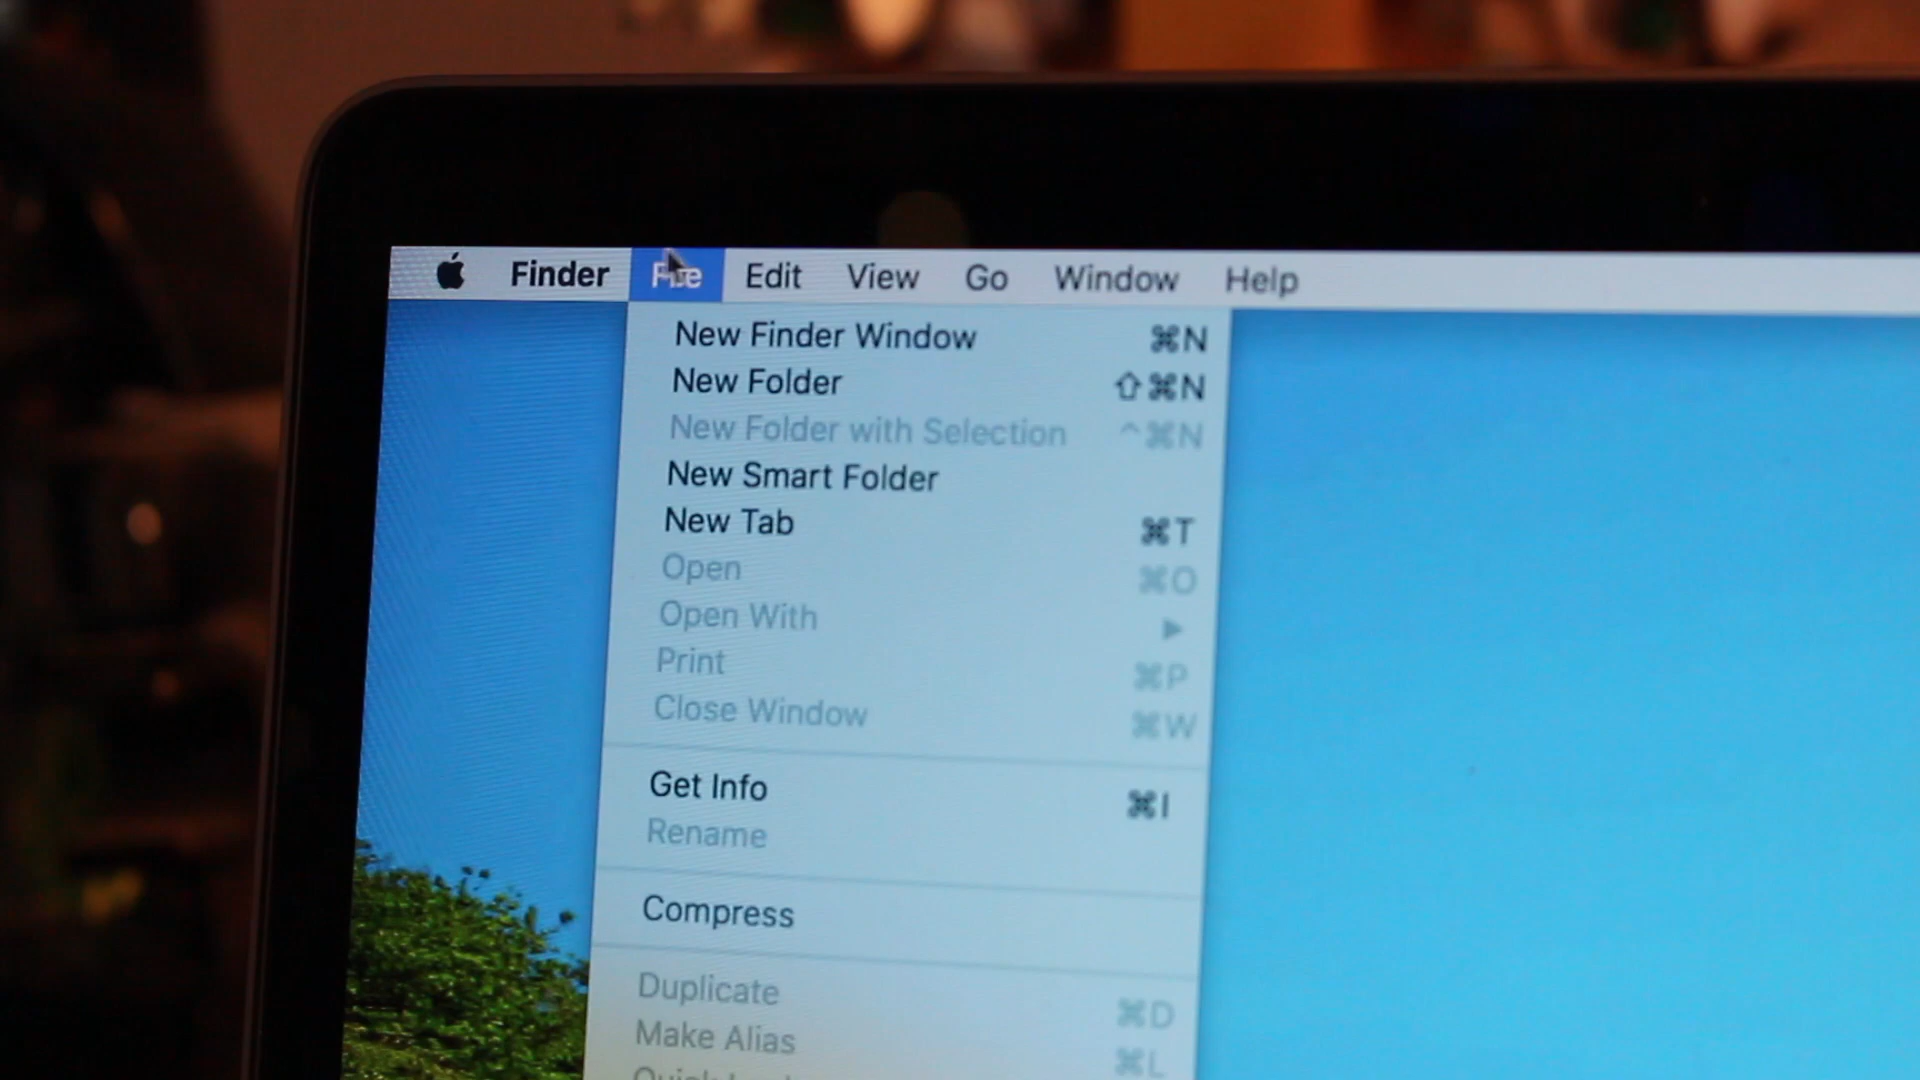 Finder File Edit View Go Window Help
New Finder Window ⌘N
New Folder ⇧⌘N
New Folder with Selection ^⌘N
New Smart Folder
New Tab ⌘T
Open ⌘O
Open With ▶
Print ⌘P
Close Window ⌘W
Get Info ⌘I
Rename
Compress
Duplicate ⌘D
Make Alias ⌘L